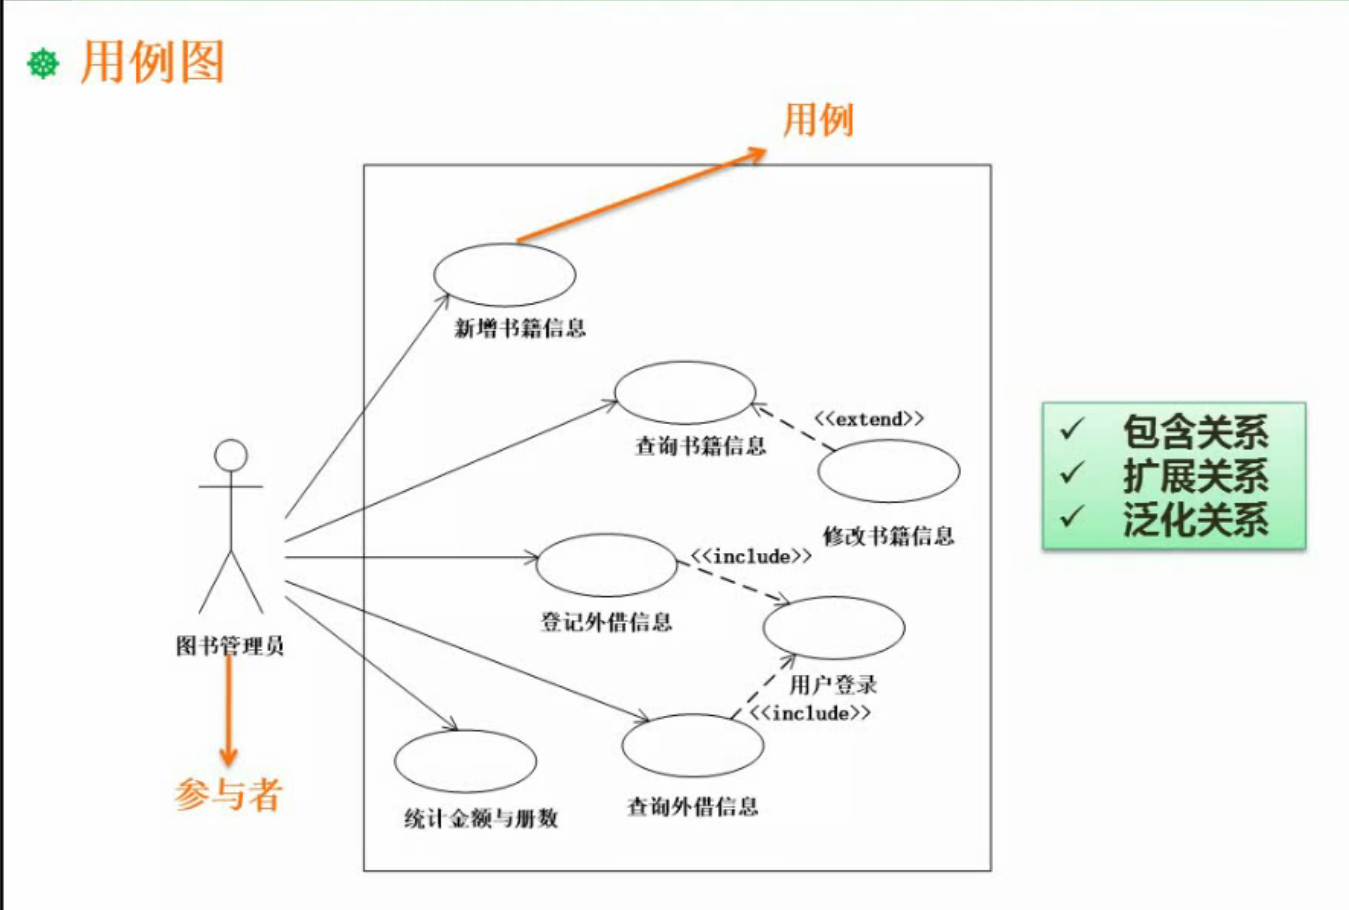 用例图
用例
新增书籍信息
<<extend>>
查询书籍信息
修改书籍信息
包含关系
扩展关系
泛化关系
<<include>>
登记外借信息
图书管理员
用户登录
<<include>>
参与者
查询外借信息
统计金额与册数